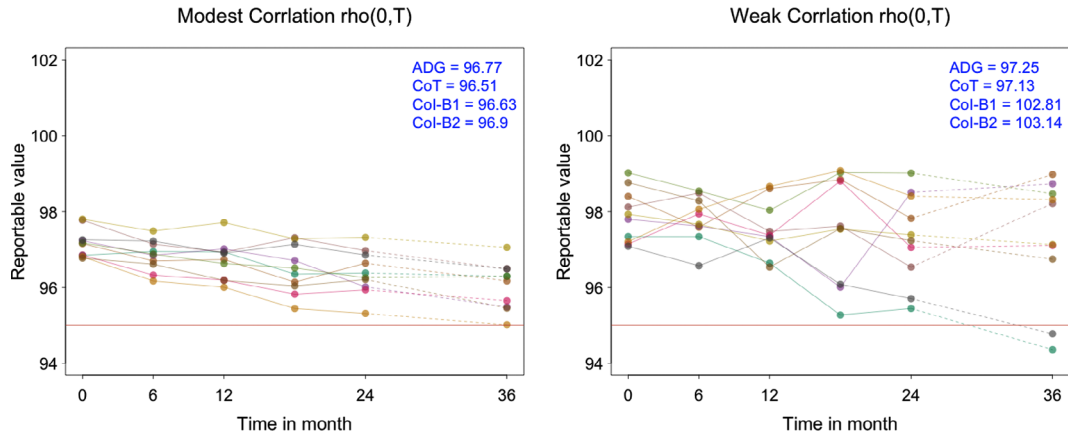 Modest Corrlation rho(0,T)
102
100
98
96
94
Reportable value
ADG = 96.77
CoT = 96.51
Col-B1 = 96.63
Col-B2 = 96.9
0 6 12 18 24 36
Time in month
Weak Corrlation rho(0,T)
102
100
98
96
94
Reportable value
ADG = 97.25
CoT = 97.13
Col-B1 = 102.81
Col-B2 = 103.14
0 6 12 18 24 36
Time in month